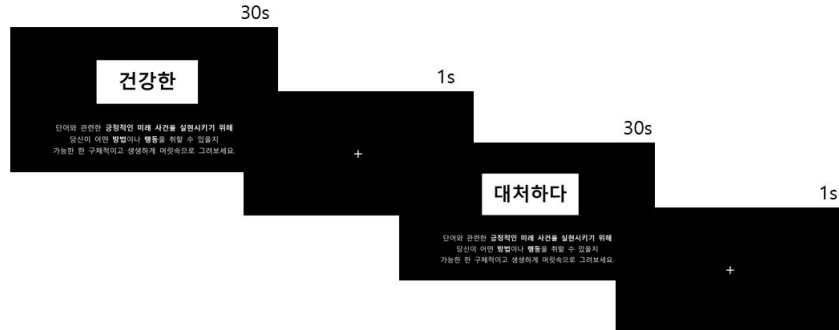 30s
건강한
단어와 관련한 긍정적인 미래 사건을 실현시키기 위해
당신이 어떤 방법이나 행동을 취할 수 있을지
가능한 한 구체적이고 생생하게 머릿속으로 그려보세요.
1s
+
30s
대처하다
단어와 관련한 긍정적인 미래 사건을 실현시키기 위해
당신이 어떤 방법이나 행동을 취할 수 있을지
가능한 한 구체적이고 생생하게 머릿속으로 그려보세요.
1s
+